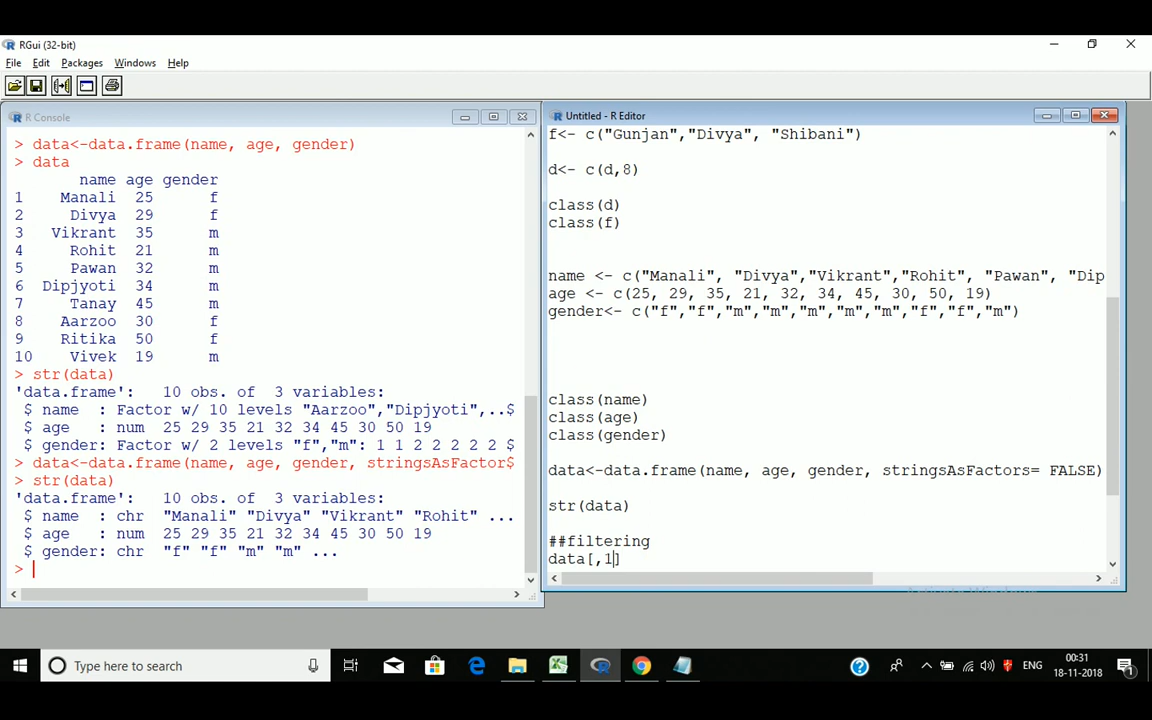 RGui (32-bit)
File Edit Packages Windows Help
R Console
> data<-data.frame(name, age, gender)
> data
name age gender
1 Manali 25 f
2 Divya 29 f
3 Vikrant 35 m
4 Rohit 21 m
5 Pawan 32 m
6 Dipjyoti 34 m
7 Tanay 45 m
8 Aarzoo 30 f
9 Ritika 50 f
10 Vivek 19 m
> str(data)
'data.frame': 10 obs. of 3 variables:
$ name : Factor w/ 10 levels "Aarzoo","Dipjyoti",..$
$ age : num 25 29 35 21 32 34 45 30 50 19
$ gender: Factor w/ 2 levels "f","m": 1 1 2 2 2 2 2 $
> data<-data.frame(name, age, gender, stringsAsFactor$
> str(data)
'data.frame': 10 obs. of 3 variables:
$ name : chr "Manali" "Divya" "Vikrant" "Rohit" ...
$ age : num 25 29 35 21 32 34 45 30 50 19
$ gender: chr "f" "f" "m" "m" ...
>
Untitled - R Editor
f<- c("Gunjan","Divya", "Shibani")
d<- c(d,8)
class(d)
class(f)
name <- c("Manali", "Divya","Vikrant","Rohit", "Pawan", "Dip
age <- c(25, 29, 35, 21, 32, 34, 45, 30, 50, 19)
gender<- c("f","f","m","m","m","m","m","f","f","m")
class(name)
class(age)
class(gender)
data<-data.frame(name, age, gender, stringsAsFactors= FALSE)
str(data)
##filtering
data[,1]
Type here to search
ENG
00:31
18-11-2018